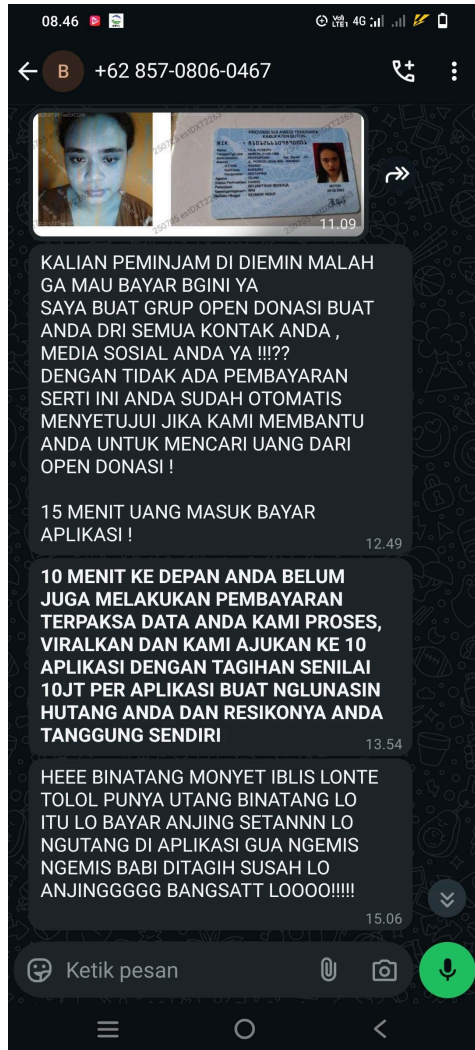 08.46
VoLTE 4G
B +62 857-0806-0467
11.09
KALIAN PEMINJAM DI DIEMIN MALAH
GA MAU BAYAR BGINI YA
SAYA BUAT GRUP OPEN DONASI BUAT
ANDA DRI SEMUA KONTAK ANDA ,
MEDIA SOSIAL ANDA YA !!!??
DENGAN TIDAK ADA PEMBAYARAN
SERTI INI ANDA SUDAH OTOMATIS
MENYETUJUI JIKA KAMI MEMBANTU
ANDA UNTUK MENCARI UANG DARI
OPEN DONASI !
15 MENIT UANG MASUK BAYAR
APLIKASI !
12.49
10 MENIT KE DEPAN ANDA BELUM
JUGA MELAKUKAN PEMBAYARAN
TERPAKSA DATA ANDA KAMI PROSES,
VIRALKAN DAN KAMI AJUKAN KE 10
APLIKASI DENGAN TAGIHAN SENILAI
10JT PER APLIKASI BUAT NGLUNASIN
HUTANG ANDA DAN RESIKONYA ANDA
TANGGUNG SENDIRI
13.54
HEEE BINATANG MONYET IBLIS LONTE
TOLOL PUNYA UTANG BINATANG LO
ITU LO BAYAR ANJING SETANNN LO
NGUTANG DI APLIKASI GUA NGEMIS
NGEMIS BABI DITAGIH SUSAH LO
ANJINGGGGG BANGSATT LOOOO!!!!!
15.06
Ketik pesan